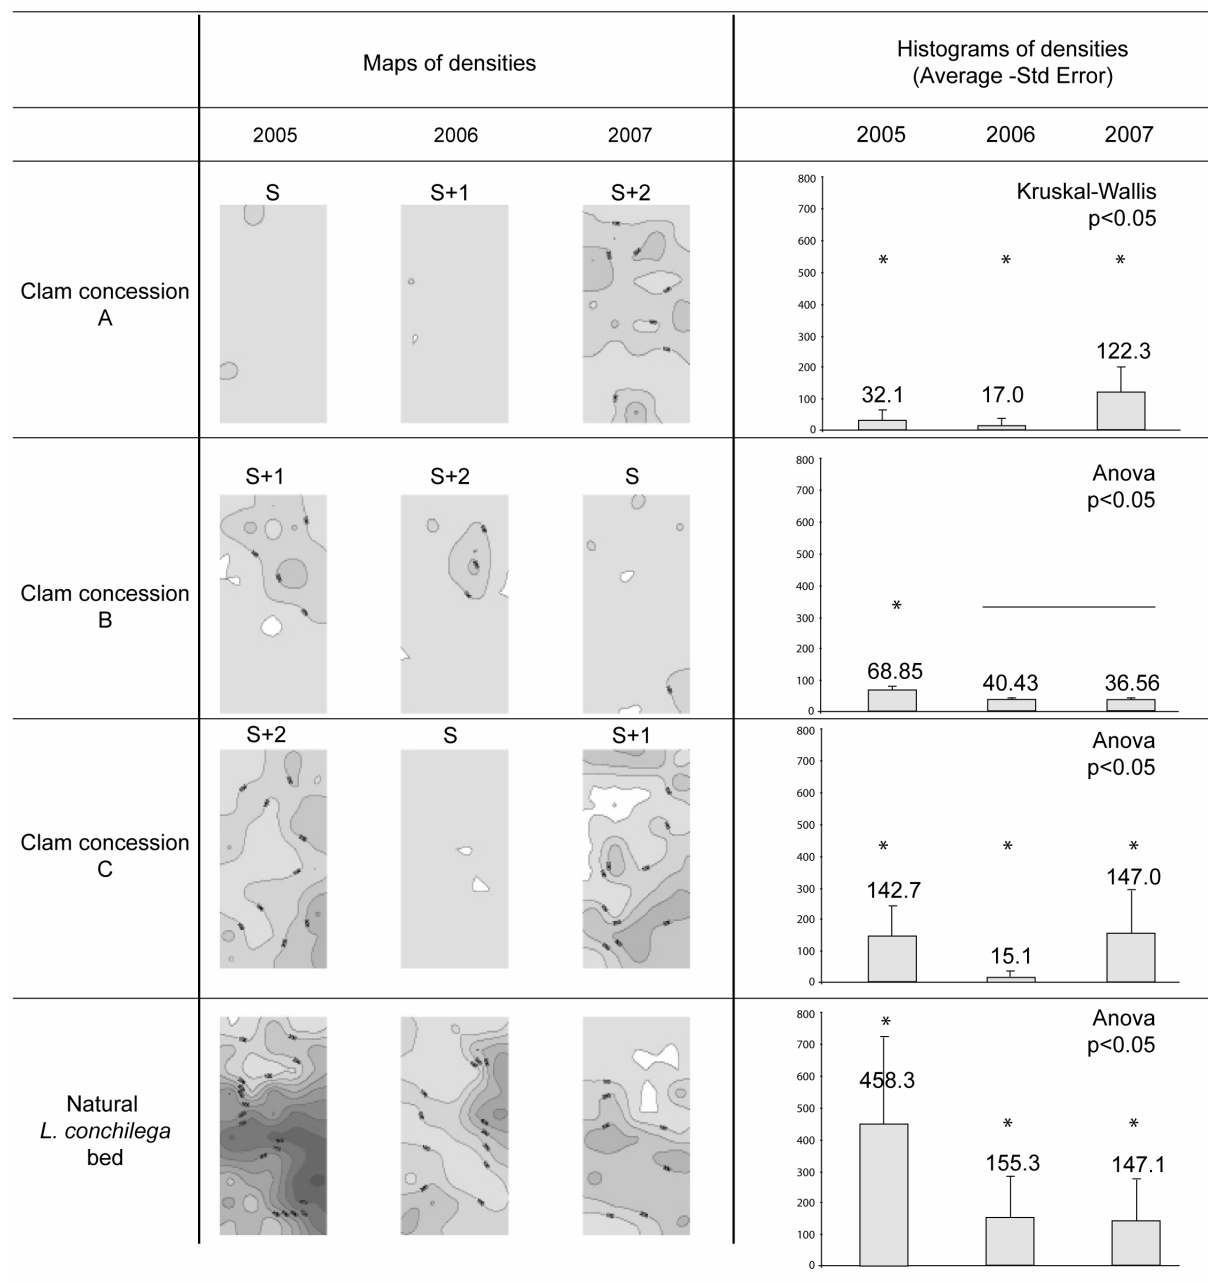 Maps of densities
Histograms of densities
(Average -Std Error)
2005
2006
2007
2005
2006
2007
Clam concession
A
S
S+1
S+2
Kruskal-Wallis
p<0.05
800
700
600
500
400
300
200
100
0
*
*
*
32.1
17.0
122.3
Clam concession
B
S+1
S+2
S
Anova
p<0.05
800
700
600
500
400
300
200
100
0
*
68.85
40.43
36.56
Clam concession
C
S+2
S
S+1
Anova
p<0.05
800
700
600
500
400
300
200
100
0
*
*
*
142.7
15.1
147.0
Natural
L. conchilega
bed
Anova
p<0.05
800
700
600
500
400
300
200
100
0
*
*
*
458.3
155.3
147.1